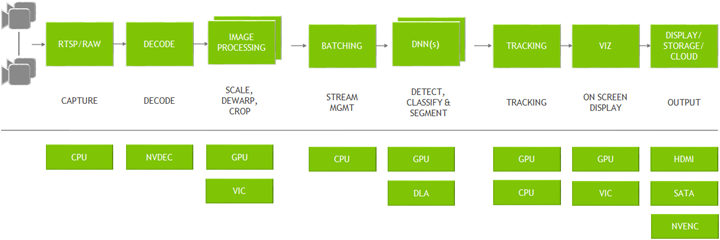 RTSP/RAW
DECODE
IMAGE
PROCESSING
BATCHING
DNN(s)
TRACKING
VIZ
DISPLAY/
STORAGE/
CLOUD
CAPTURE
DECODE
SCALE,
DEWARP,
CROP
STREAM
MGMT
DETECT,
CLASSIFY &
SEGMENT
TRACKING
ON SCREEN
DISPLAY
OUTPUT
CPU
NVDEC
GPU
CPU
GPU
GPU
GPU
HDMI
VIC
DLA
CPU
VIC
SATA
NVENC